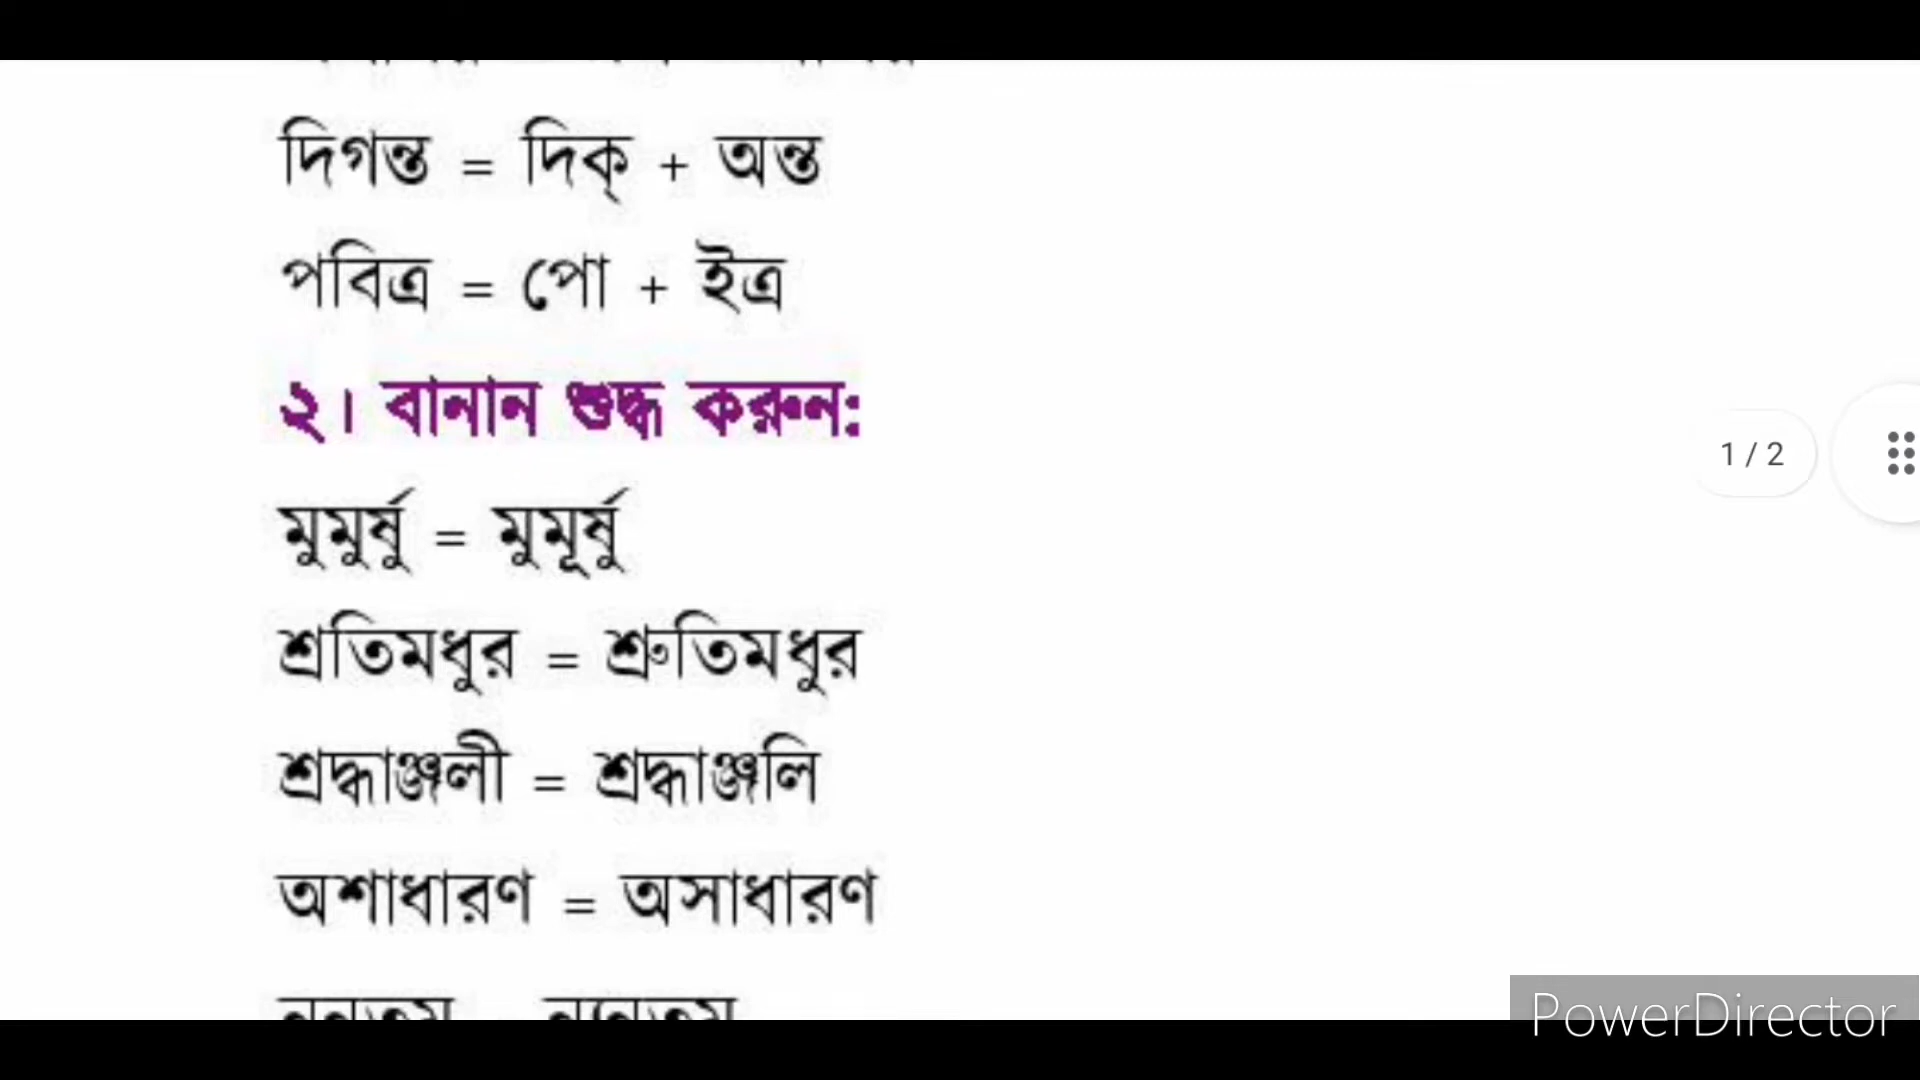 দিগন্ত = দিক্ + অন্ত
পবিত্র = পো + ইত্র
২। বানান শুদ্ধ করুন:
মুমুর্ষু = মুমূর্ষু
শ্রতিমধুর = শ্রুতিমধুর
শ্রদ্ধাঞ্জলী = শ্রদ্ধাঞ্জলি
অশাধারণ = অসাধারণ
1 / 2
PowerDirector